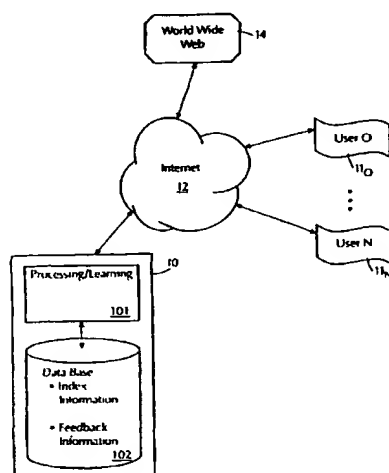 World Wide
Web
14
Internet
12
User O
11O
User N
11N
10
Processing/Learning
101
Data Base
• Index
Information
• Feedback
Information
102